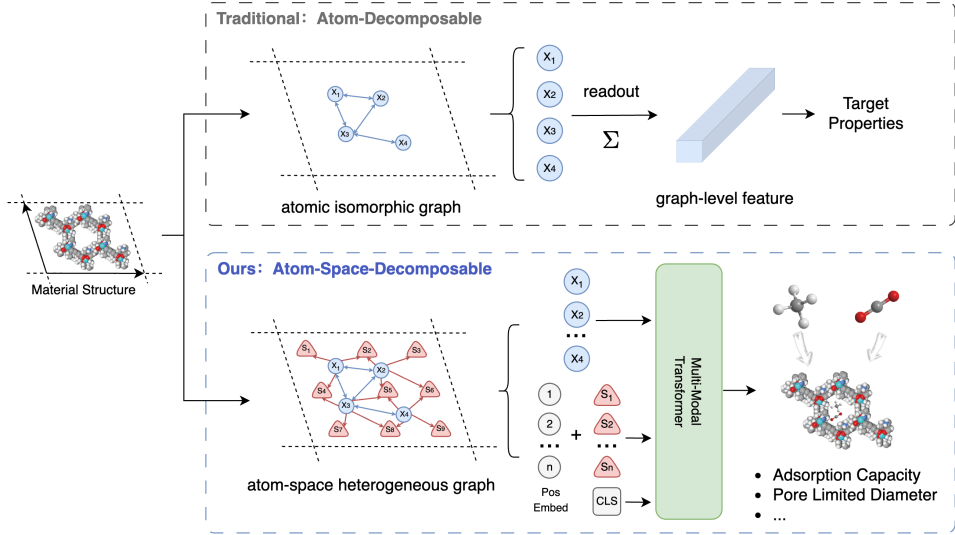 Traditional: Atom-Decomposable
X1
X2
X3
X4
atomic isomorphic graph
X1
X2
X3
X4
readout
Σ
graph-level feature
Target
Properties
Material Structure
Ours: Atom-Space-Decomposable
S1
S2
S3
X1
X2
S4
S5
S6
X3
X4
S7
S8
S9
atom-space heterogeneous graph
X1
X2
...
X4
1
2
...
n
Pos
Embed
+
S1
S2
...
Sn
CLS
Multi-Modal
Transformer
• Adsorption Capacity
• Pore Limited Diameter
• ...